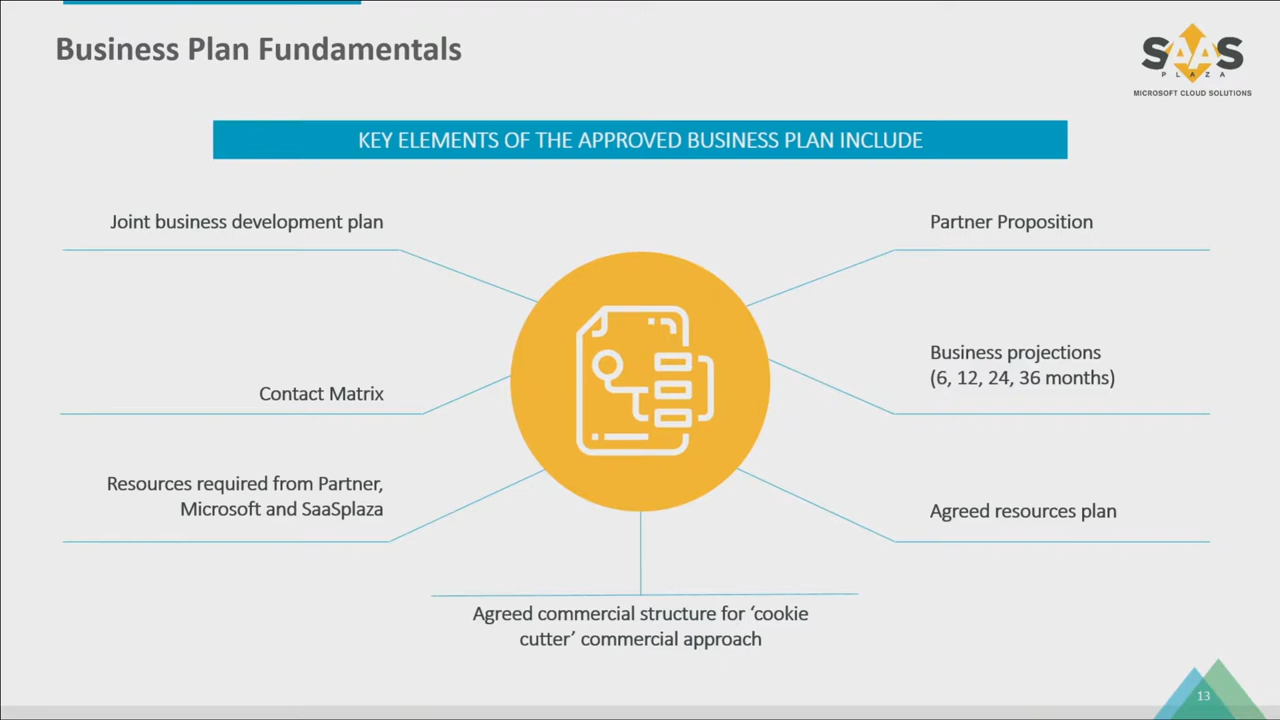 Business Plan Fundamentals
SAAS
PLAZA
MICROSOFT CLOUD SOLUTIONS
KEY ELEMENTS OF THE APPROVED BUSINESS PLAN INCLUDE
Joint business development plan
Partner Proposition
Contact Matrix
Business projections
(6, 12, 24, 36 months)
Resources required from Partner,
Microsoft and SaaSplaza
Agreed resources plan
Agreed commercial structure for ‘cookie
cutter’ commercial approach
13